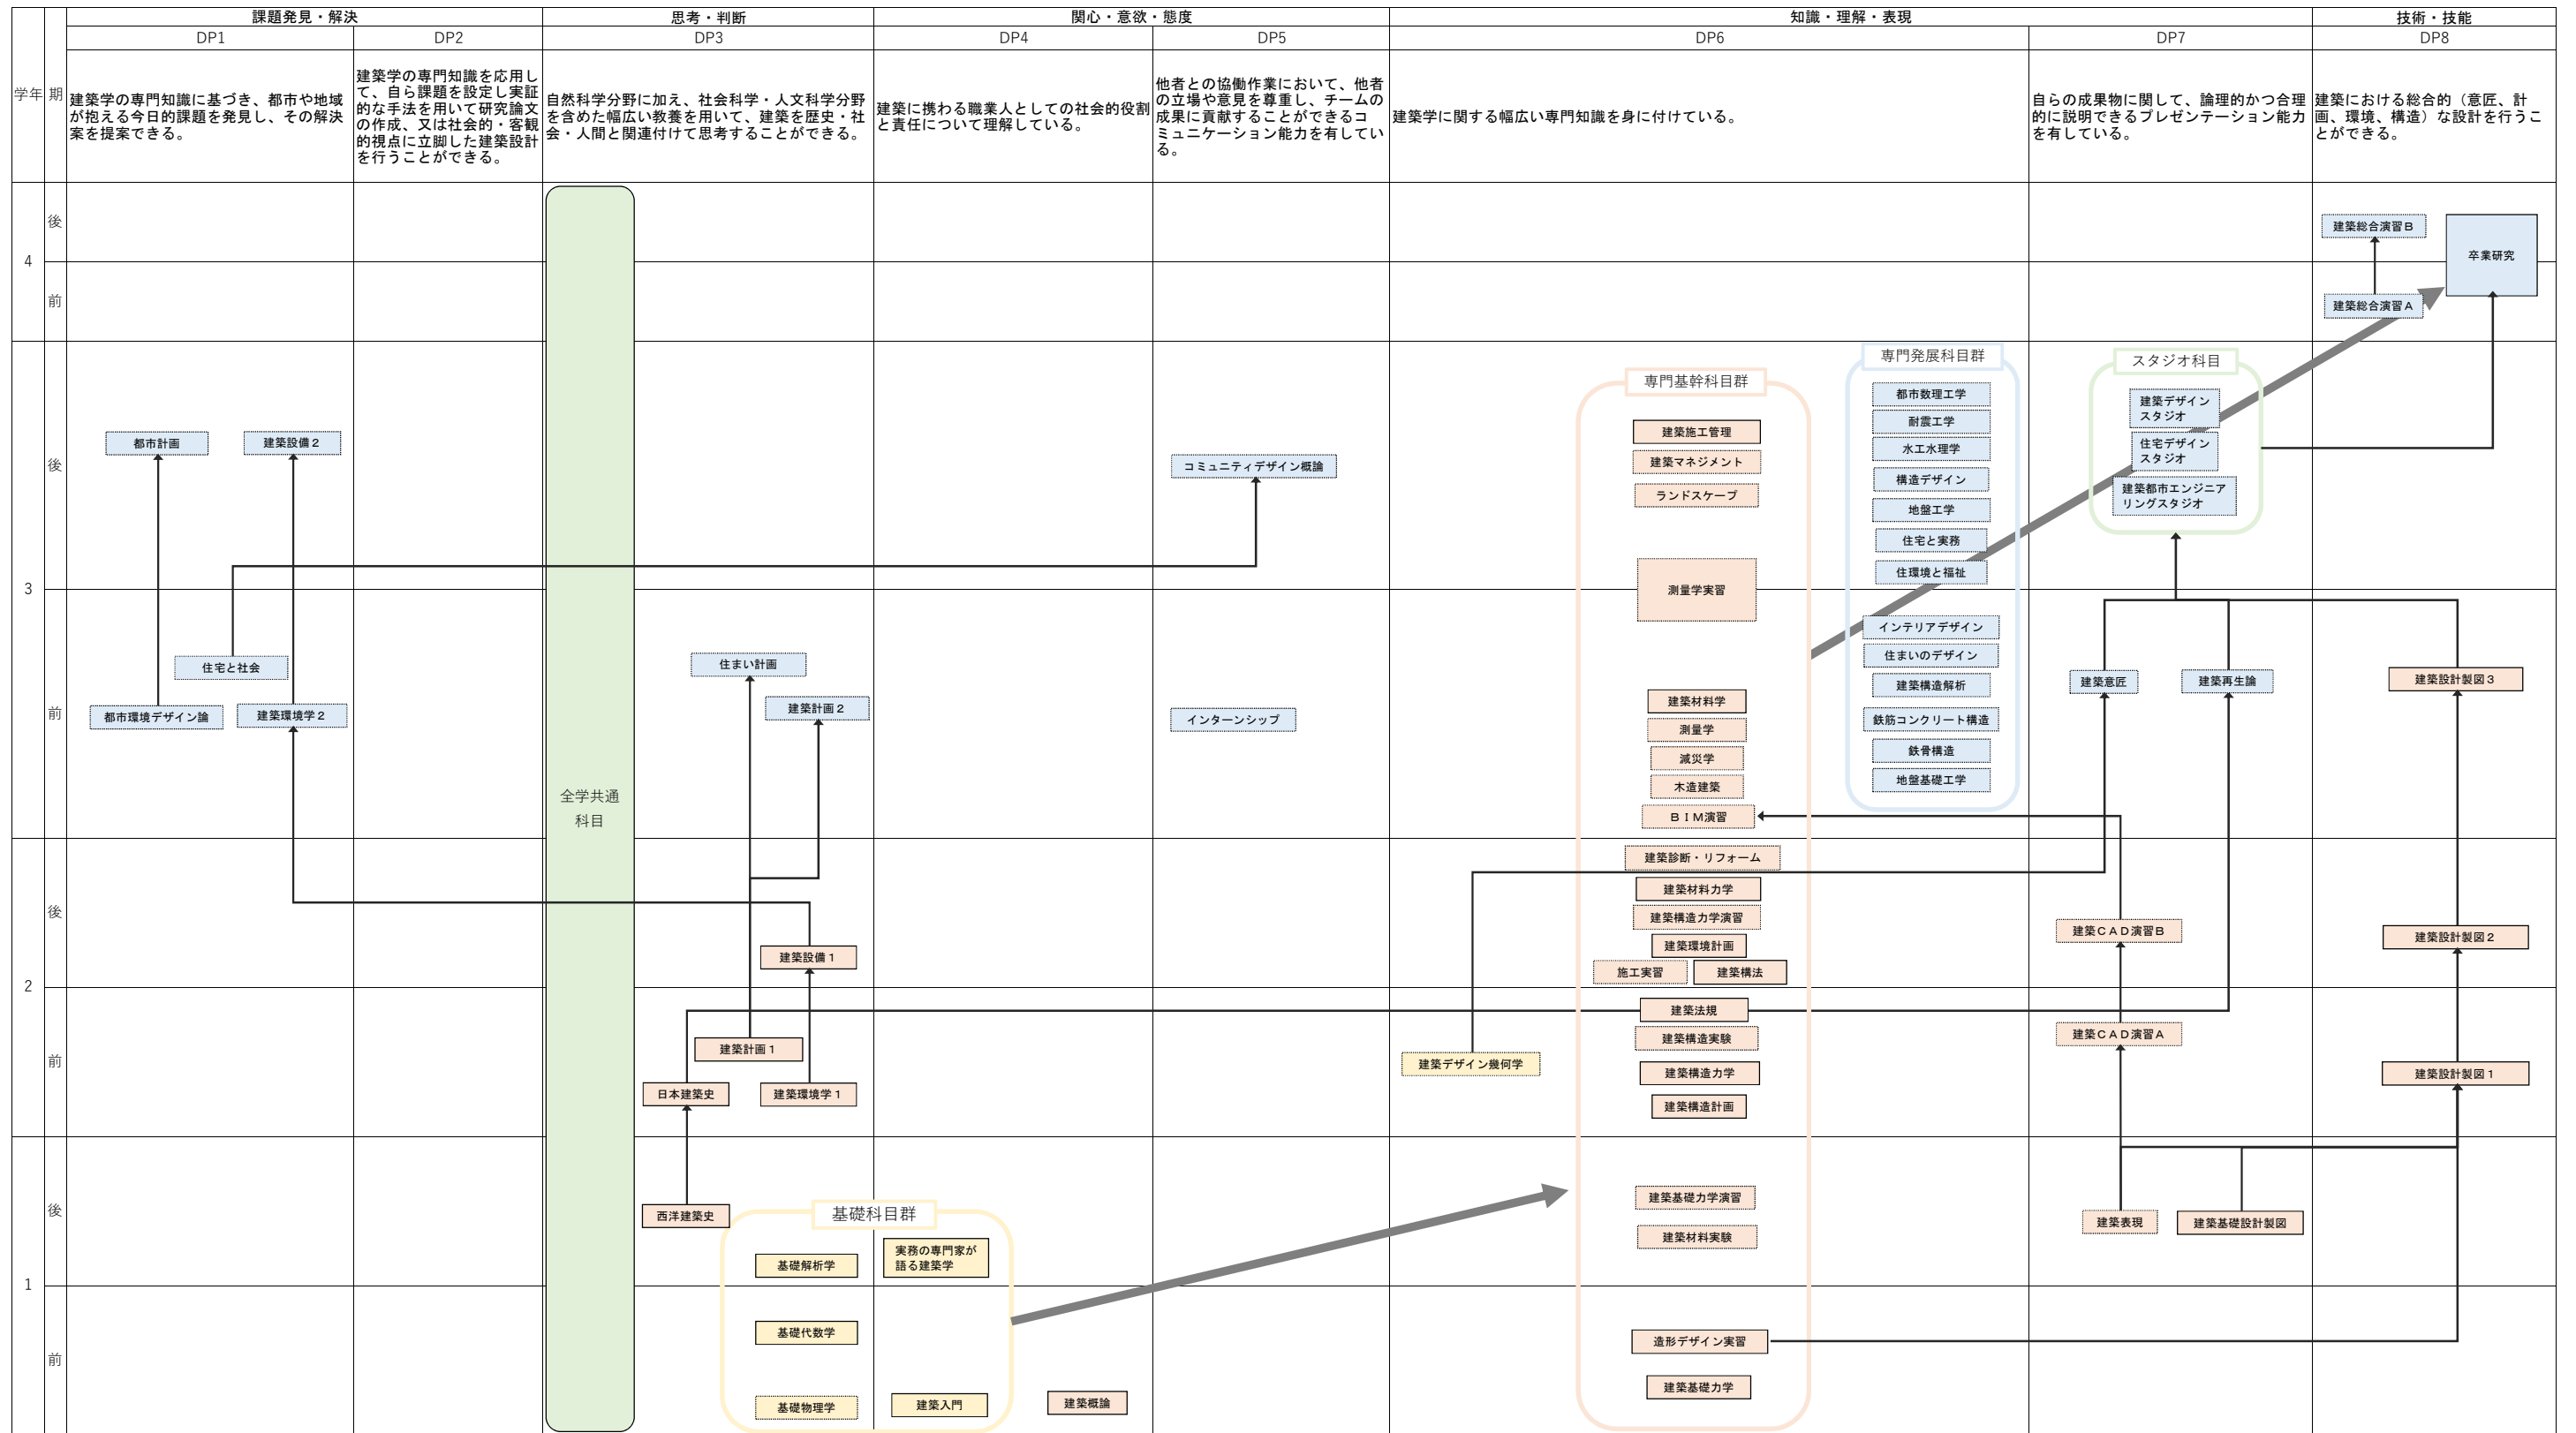 課題発見・解決
思考・判断
関心・意欲・態度
知識・理解・表現
技術・技能
DP1
DP2
DP3
DP4
DP5
DP6
DP7
DP8
学年
期
建築学の専門知識に基づき、都市や地域
が抱える今日的課題を発見し、その解決
案を提案できる。
建築学の専門知識を応用し
て、自ら課題を設定し実証
的な手法を用いて研究論文
の作成、又は社会的・客観
的視点に立脚した建築設計
を行うことができる。
自然科学分野に加え、社会科学・人文科学分野
を含めた幅広い教養を用いて、建築を歴史・社
会・人間と関連付けて思考することができる。
建築に携わる職業人としての社会的役割
と責任について理解している。
他者との協働作業において、他者
の立場や意見を尊重し、チームの
成果に貢献することができるコ
ミュニケーション能力を有してい
る。
建築学に関する幅広い専門知識を身に付けている。
自らの成果物に関して、論理的かつ合理
的に説明できるプレゼンテーション能力
を有している。
建築における総合的（意匠、計
画、環境、構造）な設計を行うこ
とができる。
4
後
前
建築総合演習Ｂ
卒業研究
建築総合演習Ａ
3
後
専門発展科目群
スタジオ科目
専門基幹科目群
都市数理工学
建築デザイン
スタジオ
耐震工学
建築施工管理
都市計画
建築設備２
水工水理学
住宅デザイン
スタジオ
建築マネジメント
コミュニティデザイン概論
構造デザイン
建築都市エンジニア
リングスタジオ
ランドスケープ
地盤工学
住宅と実務
住環境と福祉
測量学実習
前
インテリアデザイン
住まいのデザイン
住宅と社会
住まい計画
建築構造解析
建築意匠
建築再生論
建築設計製図３
建築材料学
都市環境デザイン論
建築環境学２
建築計画２
インターンシップ
鉄筋コンクリート構造
測量学
鉄骨構造
減災学
地盤基礎工学
木造建築
ＢＩＭ演習
全学共通
科目
2
後
建築診断・リフォーム
建築材料力学
建築構造力学演習
建築ＣＡＤ演習Ｂ
建築設計製図２
建築環境計画
建築設備１
施工実習
建築構法
前
建築法規
建築構造実験
建築ＣＡＤ演習Ａ
建築計画１
建築デザイン幾何学
建築構造力学
建築設計製図１
日本建築史
建築環境学１
建築構造計画
1
後
建築基礎力学演習
西洋建築史
基礎科目群
建築表現
建築基礎設計製図
建築材料実験
基礎解析学
実務の専門家が
語る建築学
前
基礎代数学
造形デザイン実習
建築基礎力学
基礎物理学
建築入門
建築概論